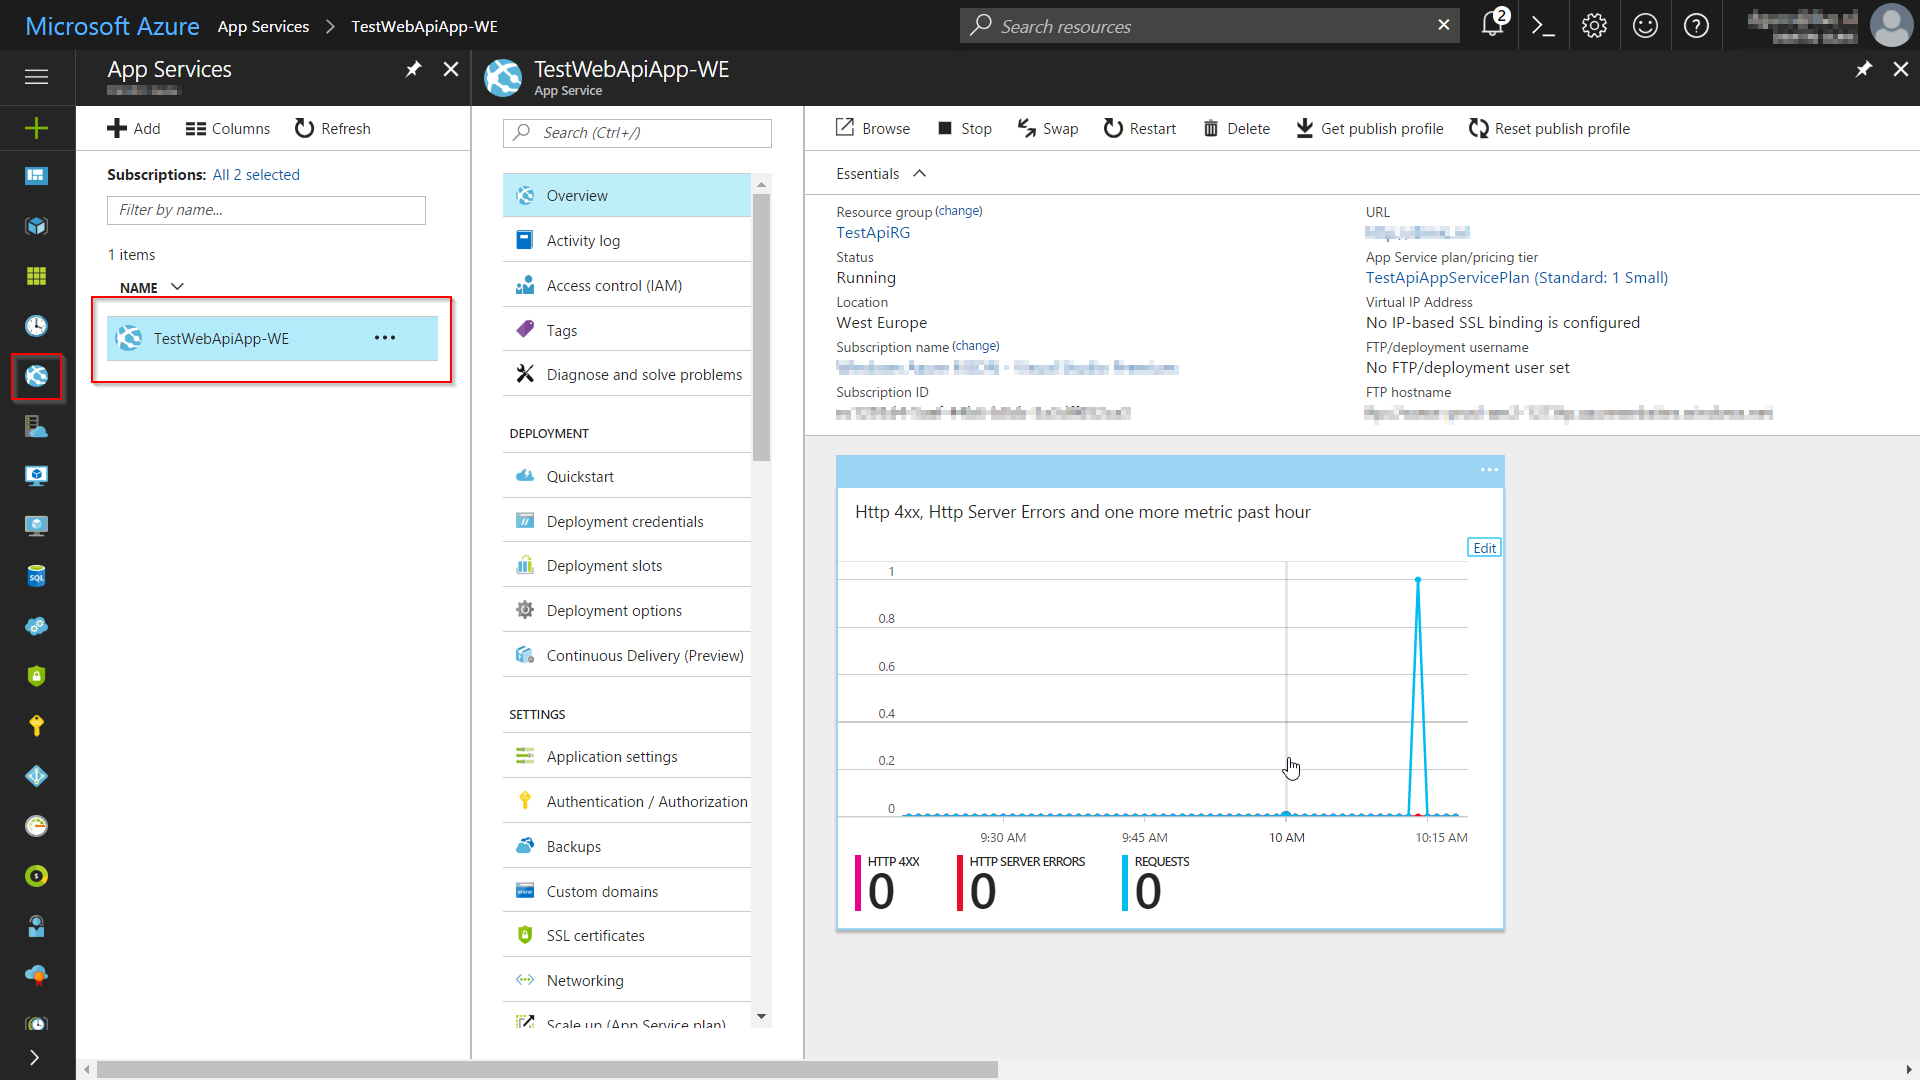 Microsoft Azure App Services TestWebApiApp-WE
Search resources
2
App Services
Add Columns Refresh
Subscriptions: All 2 selected
Filter by name...
1 items
NAME
TestWebApiApp-WE ...
TestWebApiApp-WE
App Service
Search (Ctrl+/)
Overview
Activity log
Access control (IAM)
Tags
Diagnose and solve problems
DEPLOYMENT
Quickstart
Deployment credentials
Deployment slots
Deployment options
Continuous Delivery (Preview)
SETTINGS
Application settings
Authentication / Authorization
Backups
Custom domains
SSL certificates
Networking
Scale up (App Service plan)
Browse Stop Swap Restart Delete Get publish profile Reset publish profile
Essentials
Resource group (change)
TestApiRG
Status
Running
Location
West Europe
Subscription name (change)
Subscription ID
URL
App Service plan/pricing tier
TestApiAppServicePlan (Standard: 1 Small)
Virtual IP Address
No IP-based SSL binding is configured
FTP/deployment username
No FTP/deployment user set
FTP hostname
...
Http 4xx, Http Server Errors and one more metric past hour
Edit
1
0.8
0.6
0.4
0.2
0
9:30 AM 9:45 AM 10 AM 10:15 AM
HTTP 4XX HTTP SERVER ERRORS REQUESTS
0 0 0
SQL